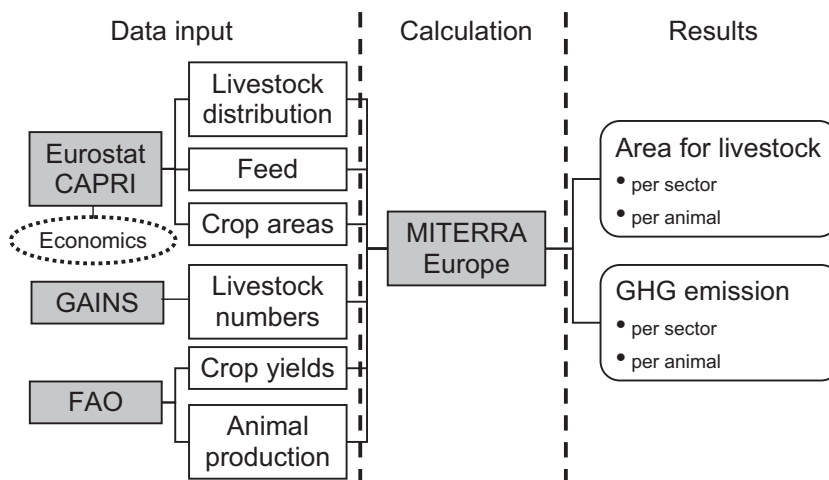 Data input
Calculation
Results
Livestock
distribution
Eurostat
CAPRI
Feed
Crop areas
Economics
GAINS
Livestock
numbers
Crop yields
FAO
Animal
production
MITERRA
Europe
Area for livestock
• per sector
• per animal
GHG emission
• per sector
• per animal